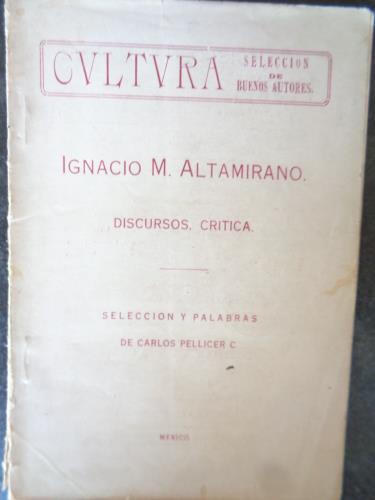 CVLTVRA
SELECCION
DE
BUENOS AUTORES.
IGNACIO M. ALTAMIRANO.
DISCURSOS, CRITICA.
SELECCION Y PALABRAS
DE CARLOS PELLICER C
MEXICO